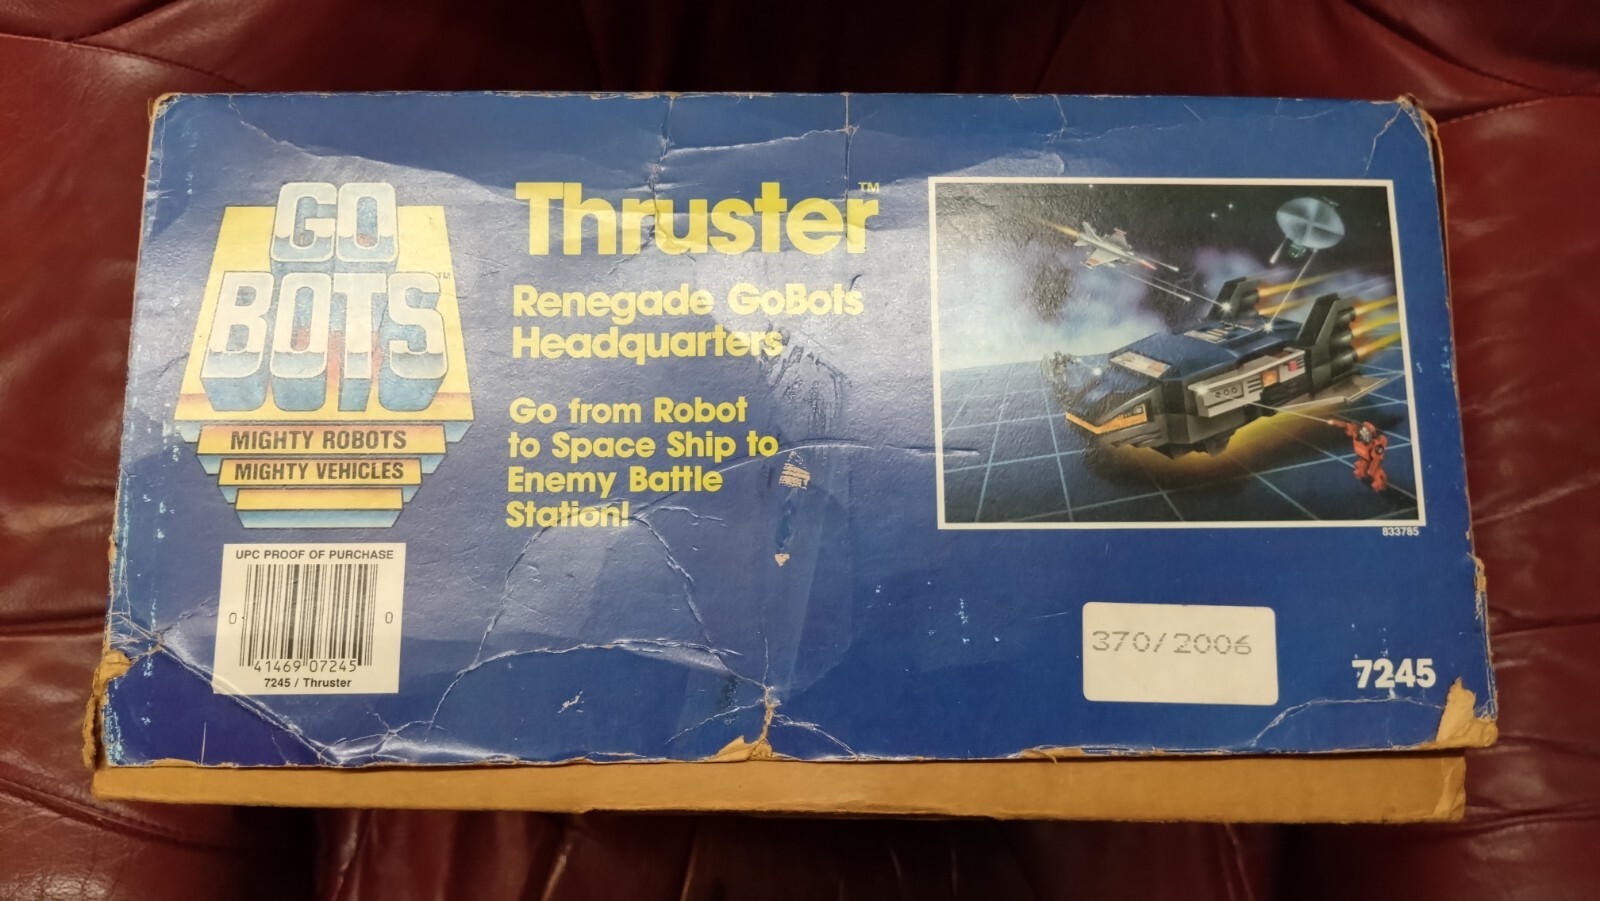 GO
BOTS™
MIGHTY ROBOTS
MIGHTY VEHICLES
UPC PROOF OF PURCHASE
0 41469 07245 0
7245 / Thruster
Thruster™
Renegade GoBots
Headquarters
Go from Robot
to Space Ship to
Enemy Battle
Station!
833785
370/2006
7245